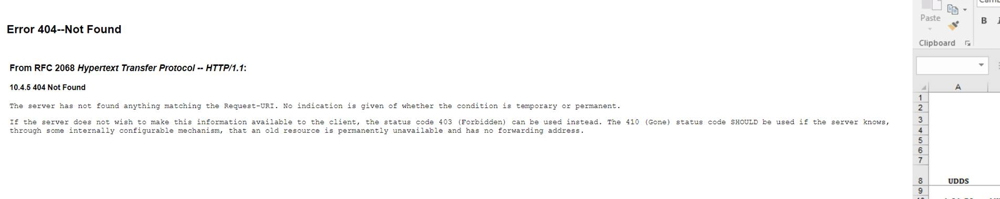 Error 404--Not Found
From RFC 2068 Hypertext Transfer Protocol -- HTTP/1.1:
10.4.5 404 Not Found
The server has not found anything matching the Request-URI. No indication is given of whether the condition is temporary or permanent.
If the server does not wish to make this information available to the client, the status code 403 (Forbidden) can be used instead. The 410 (Gone) status code SHOULD be used if the server knows,
through some internally configurable mechanism, that an old resource is permanently unavailable and has no forwarding address.
Paste
B
Clipboard
A
1
2
3
4
5
6
7
8 UDDS
9